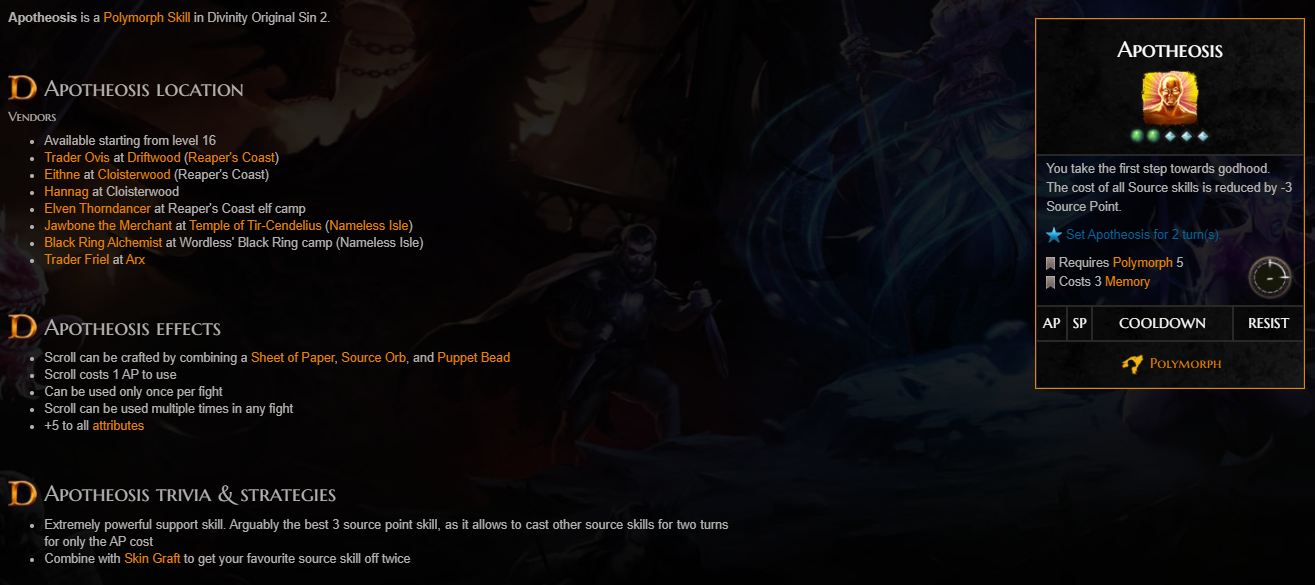 Apotheosis is a Polymorph Skill in Divinity Original Sin 2.
APOTHEOSIS LOCATION
VENDORS
Available starting from level 16
Trader Ovis at Driftwood (Reaper's Coast)
Eithne at Cloisterwood (Reaper's Coast)
Hannag at Cloisterwood
Elven Thorndancer at Reaper's Coast elf camp
Jawbone the Merchant at Temple of Tir-Cendelius (Nameless Isle)
Black Ring Alchemist at Wordless' Black Ring camp (Nameless Isle)
Trader Friel at Arx
APOTHEOSIS EFFECTS
Scroll can be crafted by combining a Sheet of Paper, Source Orb, and Puppet Bead
Scroll costs 1 AP to use
Can be used only once per fight
Scroll can be used multiple times in any fight
+5 to all attributes
APOTHEOSIS TRIVIA & STRATEGIES
Extremely powerful support skill. Arguably the best 3 source point skill, as it allows to cast other source skills for two turns
for only the AP cost
Combine with Skin Graft to get your favourite source skill off twice
APOTHEOSIS
You take the first step towards godhood.
The cost of all Source skills is reduced by -3
Source Point.
Set Apotheosis for 2 turn(s).
Requires Polymorph 5
Costs 3 Memory
AP SP COOLDOWN RESIST
POLYMORPH